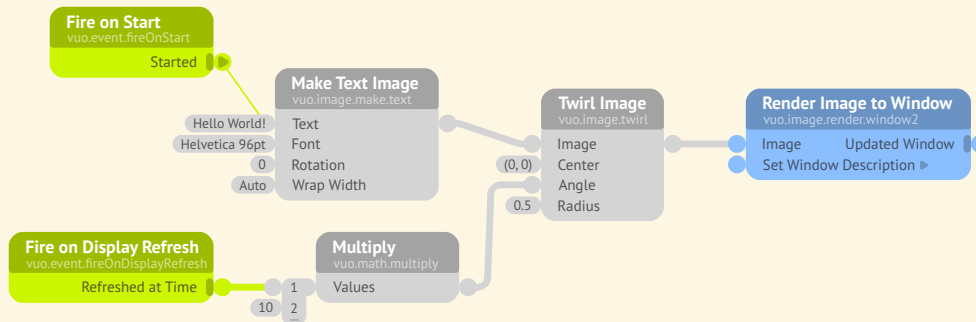 Fire on Start
vuo.event.fireOnStart
Started
Make Text Image
vuo.image.make.text
Hello World! Text
Helvetica 96pt Font
0 Rotation
Auto Wrap Width
Twirl Image
vuo.image.twirl
Image
(0, 0) Center
Angle
0.5 Radius
Render Image to Window
vuo.image.render.window2
Image Updated Window
Set Window Description
Fire on Display Refresh
vuo.event.fireOnDisplayRefresh
Refreshed at Time
Multiply
vuo.math.multiply
1 Values
10 2